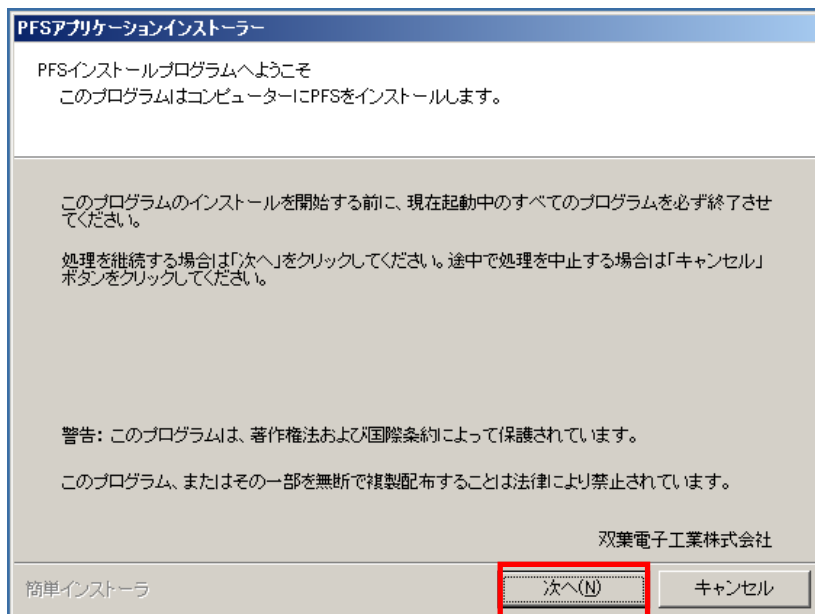 PFSアプリケーションインストーラー
PFSインストールプログラムへようこそ
このプログラムはコンピューターにPFSをインストールします。
このプログラムのインストールを開始する前に、現在起動中のすべてのプログラムを必ず終了させ
てください。
処理を継続する場合は「次へ」をクリックしてください。途中で処理を中止する場合は「キャンセル」
ボタンをクリックしてください。
警告: このプログラムは、著作権法および国際条約によって保護されています。
このプログラム、またはその一部を無断で複製配布することは法律により禁止されています。
双葉電子工業株式会社
簡単インストーラ
次へ(N)
キャンセル